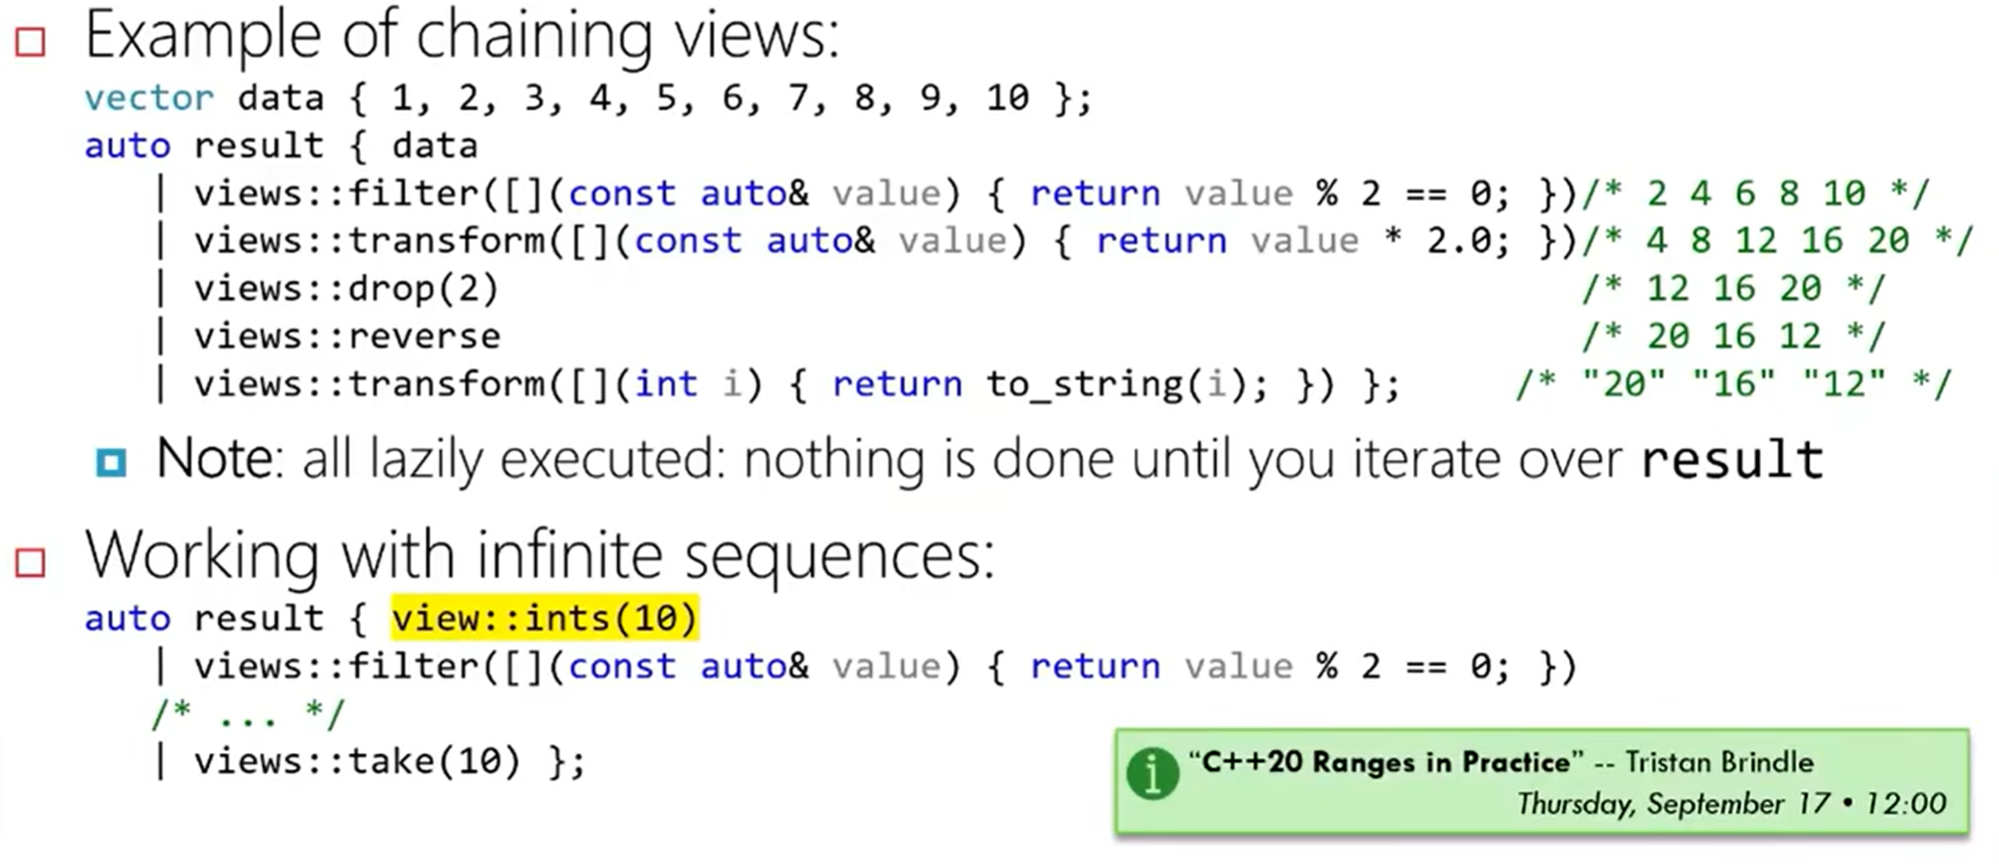 Example of chaining views:
vector data { 1, 2, 3, 4, 5, 6, 7, 8, 9, 10 };
auto result { data
| views::filter([](const auto& value) { return value % 2 == 0; })/* 2 4 6 8 10 */
| views::transform([](const auto& value) { return value * 2.0; })/* 4 8 12 16 20 */
| views::drop(2) /* 12 16 20 */
| views::reverse /* 20 16 12 */
| views::transform([](int i) { return to_string(i); }) }; /* "20" "16" "12" */
Note: all lazily executed: nothing is done until you iterate over result
Working with infinite sequences:
auto result { view::ints(10)
| views::filter([](const auto& value) { return value % 2 == 0; })
/* ... */
| views::take(10) };
“C++20 Ranges in Practice” -- Tristan Brindle
Thursday, September 17 • 12:00